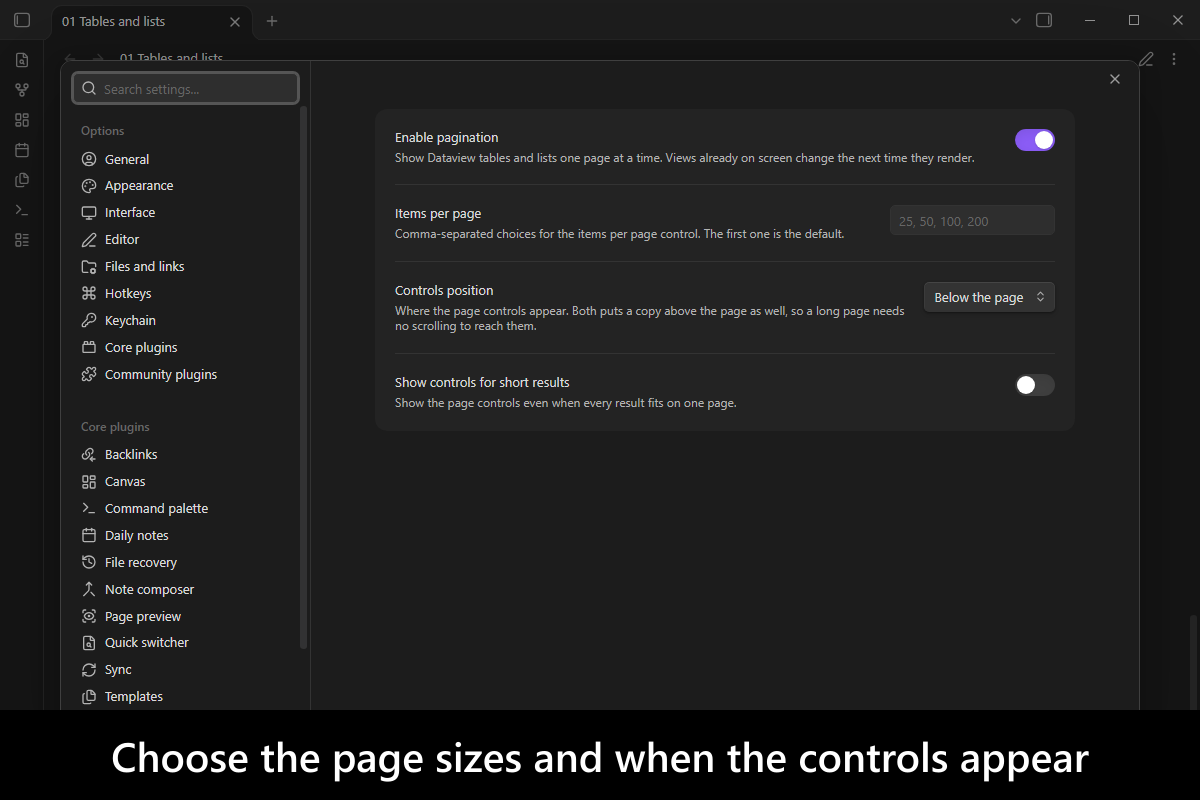 01 Tables and lists
01 Tables and lists
Search settings...
Options
General
Appearance
Interface
Editor
Files and links
Hotkeys
Keychain
Core plugins
Community plugins
Core plugins
Backlinks
Canvas
Command palette
Daily notes
File recovery
Note composer
Page preview
Quick switcher
Sync
Templates
Enable pagination
Show Dataview tables and lists one page at a time. Views already on screen change the next time they render.
Items per page
Comma-separated choices for the items per page control. The first one is the default.
25, 50, 100, 200
Controls position
Where the page controls appear. Both puts a copy above the page as well, so a long page needs
no scrolling to reach them.
Below the page
Show controls for short results
Show the page controls even when every result fits on one page.
Choose the page sizes and when the controls appear